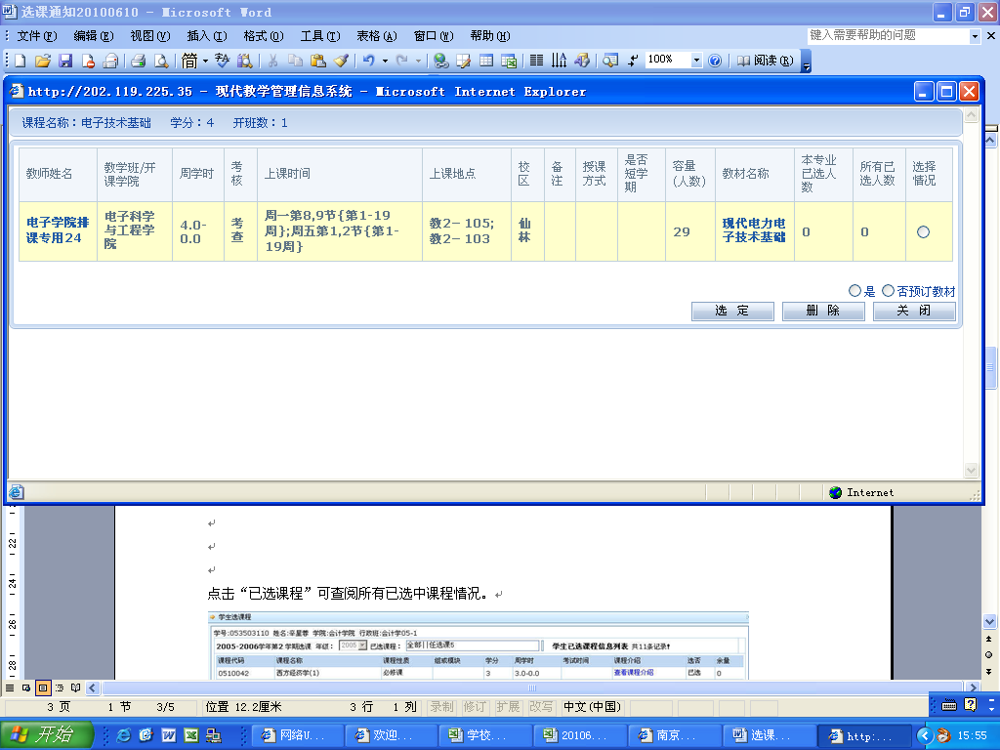 选课通知20100610 - Microsoft Word
文件(F) 编辑(E) 视图(V) 插入(I) 格式(O) 工具(T) 表格(A) 窗口(W) 帮助(H) 键入需要帮助的问题
简 100% 阅读(R)
http://202.119.225.35 - 现代教学管理信息系统 - Microsoft Internet Explorer
课程名称：电子技术基础 学分：4 开班数：1
教师姓名 教学班/开课学院 周学时 考核 上课时间 上课地点 校区 备注 授课方式 是否短学期 容量(人数) 教材名称 本专业已选人数 所有已选人数 选择情况
电子学院排课专用24 电子科学与工程学院 4.0-0.0 考查 周一第8,9节{第1-19周};周五第1,2节{第1-19周} 教2－105;教2－103 仙林 29 现代电力电子技术基础 0 0
是 否预订教材
选 定 删 除 关 闭
Internet
22
24
26
28
点击“已选课程”可查阅所有已选中课程情况。
学生选课程
学号:053503110 姓名:辛星蓉 学院:会计学院 行政班:会计学05-1
2005-2006学年第2学期选课 年级： 2005 已选课程： 全部||任选课5 学生已选课程信息列表 共11条记录!
课程代码 课程名称 课程性质 组或模块 学分 周学时 考试时间 课程介绍 选否 余量
0510042 西方经济学(1) 必修课 3 3.0-0.0 查看课程介绍 已选 0
3 页 1 节 3/5 位置 12.2厘米 3 行 1 列 录制 修订 扩展 改写 中文(中国)
开始 网络U... 欢迎... 学校... 20106... 南京... 选课... http:... 15:55